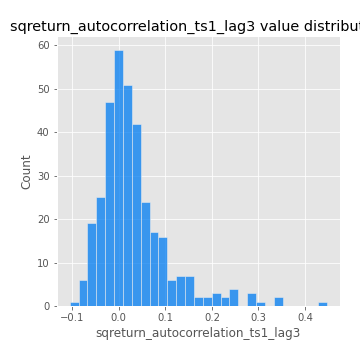 sqreturn_autocorrelation_ts1_lag3 value distribut
60
50
40
30
20
10
0
Count
−0.1 0.0 0.1 0.2 0.3 0.4
sqreturn_autocorrelation_ts1_lag3